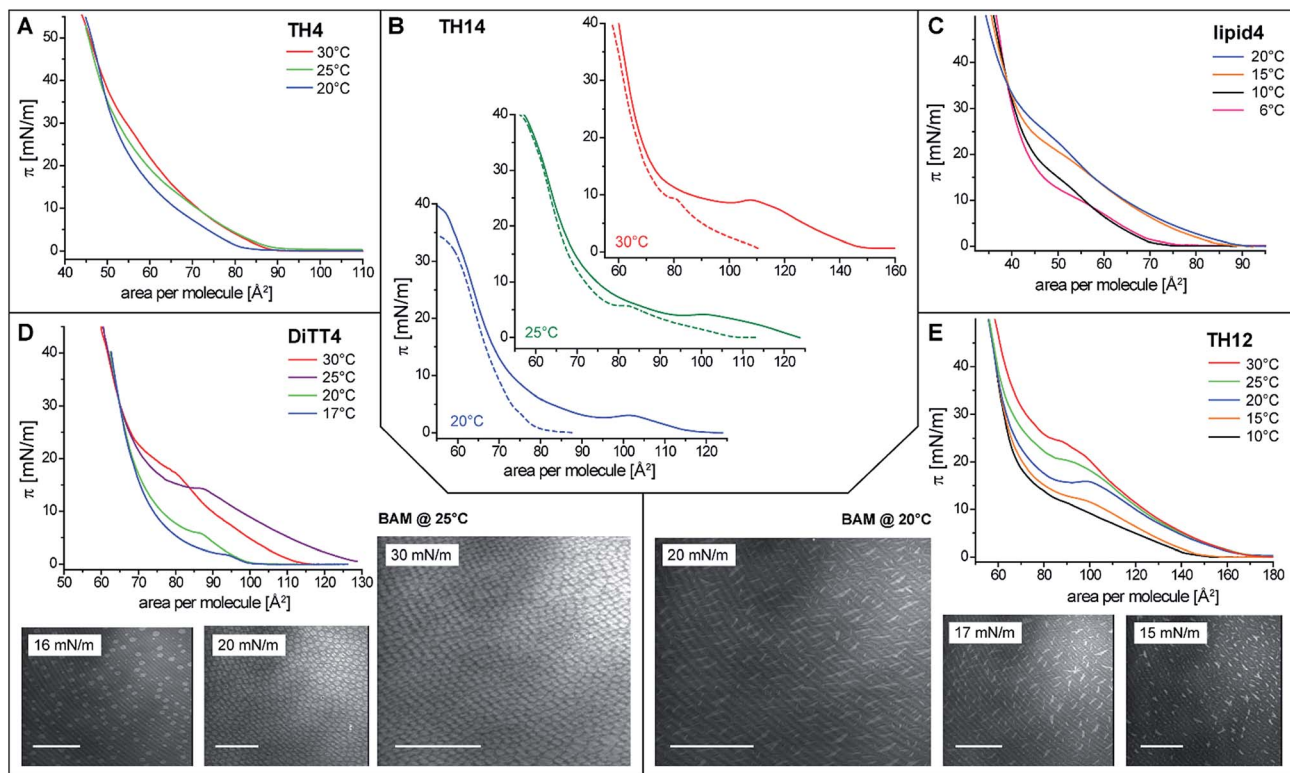 A
TH4
30°C
25°C
20°C
π [mN/m]
50
40
30
20
10
0
40 50 60 70 80 90 100 110
area per molecule [Å²]
B
TH14
40
30
20
10
0
30°C
60 80 100 120 140 160
40
30
20
10
0
25°C
60 70 80 90 100 110 120
π [mN/m]
40
30
20
10
0
20°C
60 70 80 90 100 110 120
area per molecule [Å²]
C
lipid4
20°C
15°C
10°C
6°C
π [mN/m]
40
30
20
10
0
40 50 60 70 80 90
area per molecule [Å²]
D
DiTT4
30°C
25°C
20°C
17°C
π [mN/m]
40
30
20
10
0
50 60 70 80 90 100 110 120 129
area per molecule [Å²]
BAM @ 25°C
16 mN/m
20 mN/m
30 mN/m
E
TH12
30°C
25°C
20°C
15°C
10°C
π [mN/m]
40
30
20
10
0
60 80 100 120 140 160 180
area per molecule [Å²]
BAM @ 20°C
20 mN/m
17 mN/m
15 mN/m